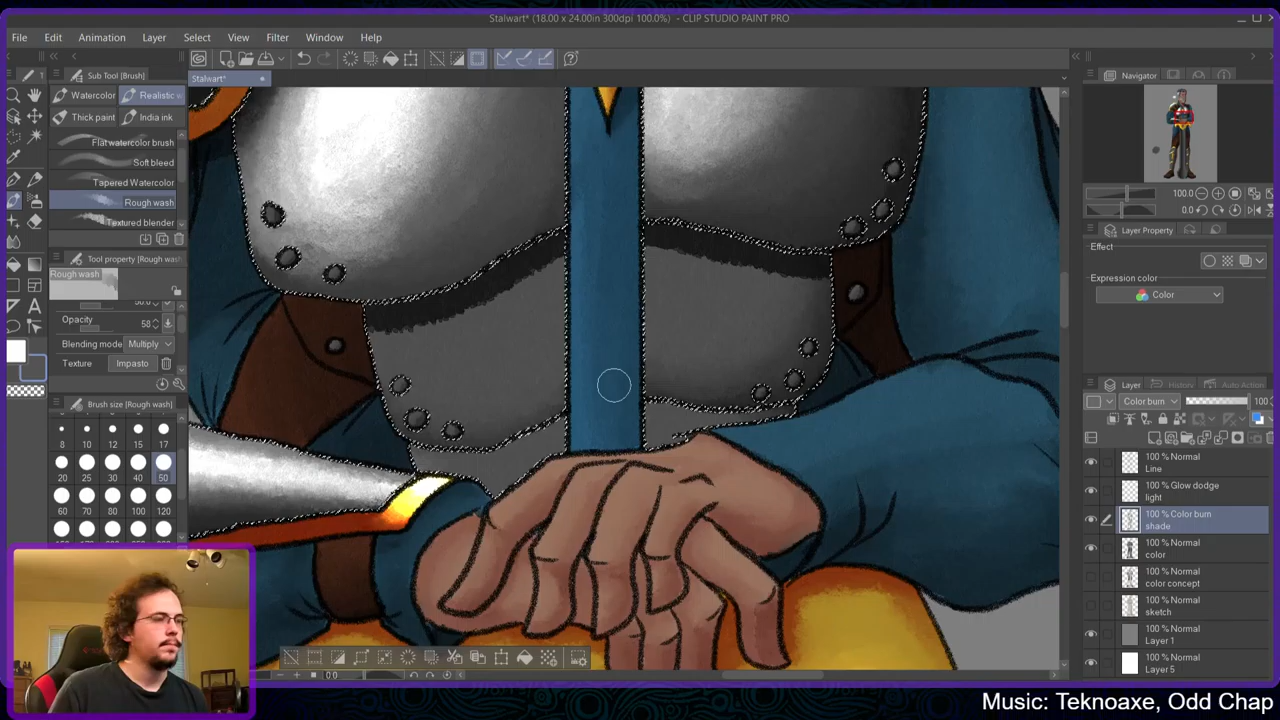 Stalwart* (18.00 x 24.00in 300dpi 100.0%) - CLIP STUDIO PAINT PRO
File Edit Animation Layer Select View Filter Window Help
Sub Tool [Brush]
Stalwart*
Navigator
Watercolor
Realistic w
Thick paint
India ink
Flat watercolor brush
Soft bleed
Tapered Watercolor
Rough wash
Textured blender
100.0
0.0
Layer Property
Tool property [Rough wash]
Rough wash
Effect
Expression color
Color
Opacity 58
Blending mode Multiply
Texture Impasto
Brush size [Rough wash]
8 10 12 15 17
20 25 30 40 50
60 70 80 100 120
Layer
History
Auto Action
Color burn 100
100 % Normal
Line
100 % Glow dodge
light
100 % Color burn
shade
100 % Normal
color
100 % Normal
color concept
100 % Normal
sketch
100 % Normal
Layer 1
100 % Normal
Layer 5
Music: Teknoaxe, Odd Chap